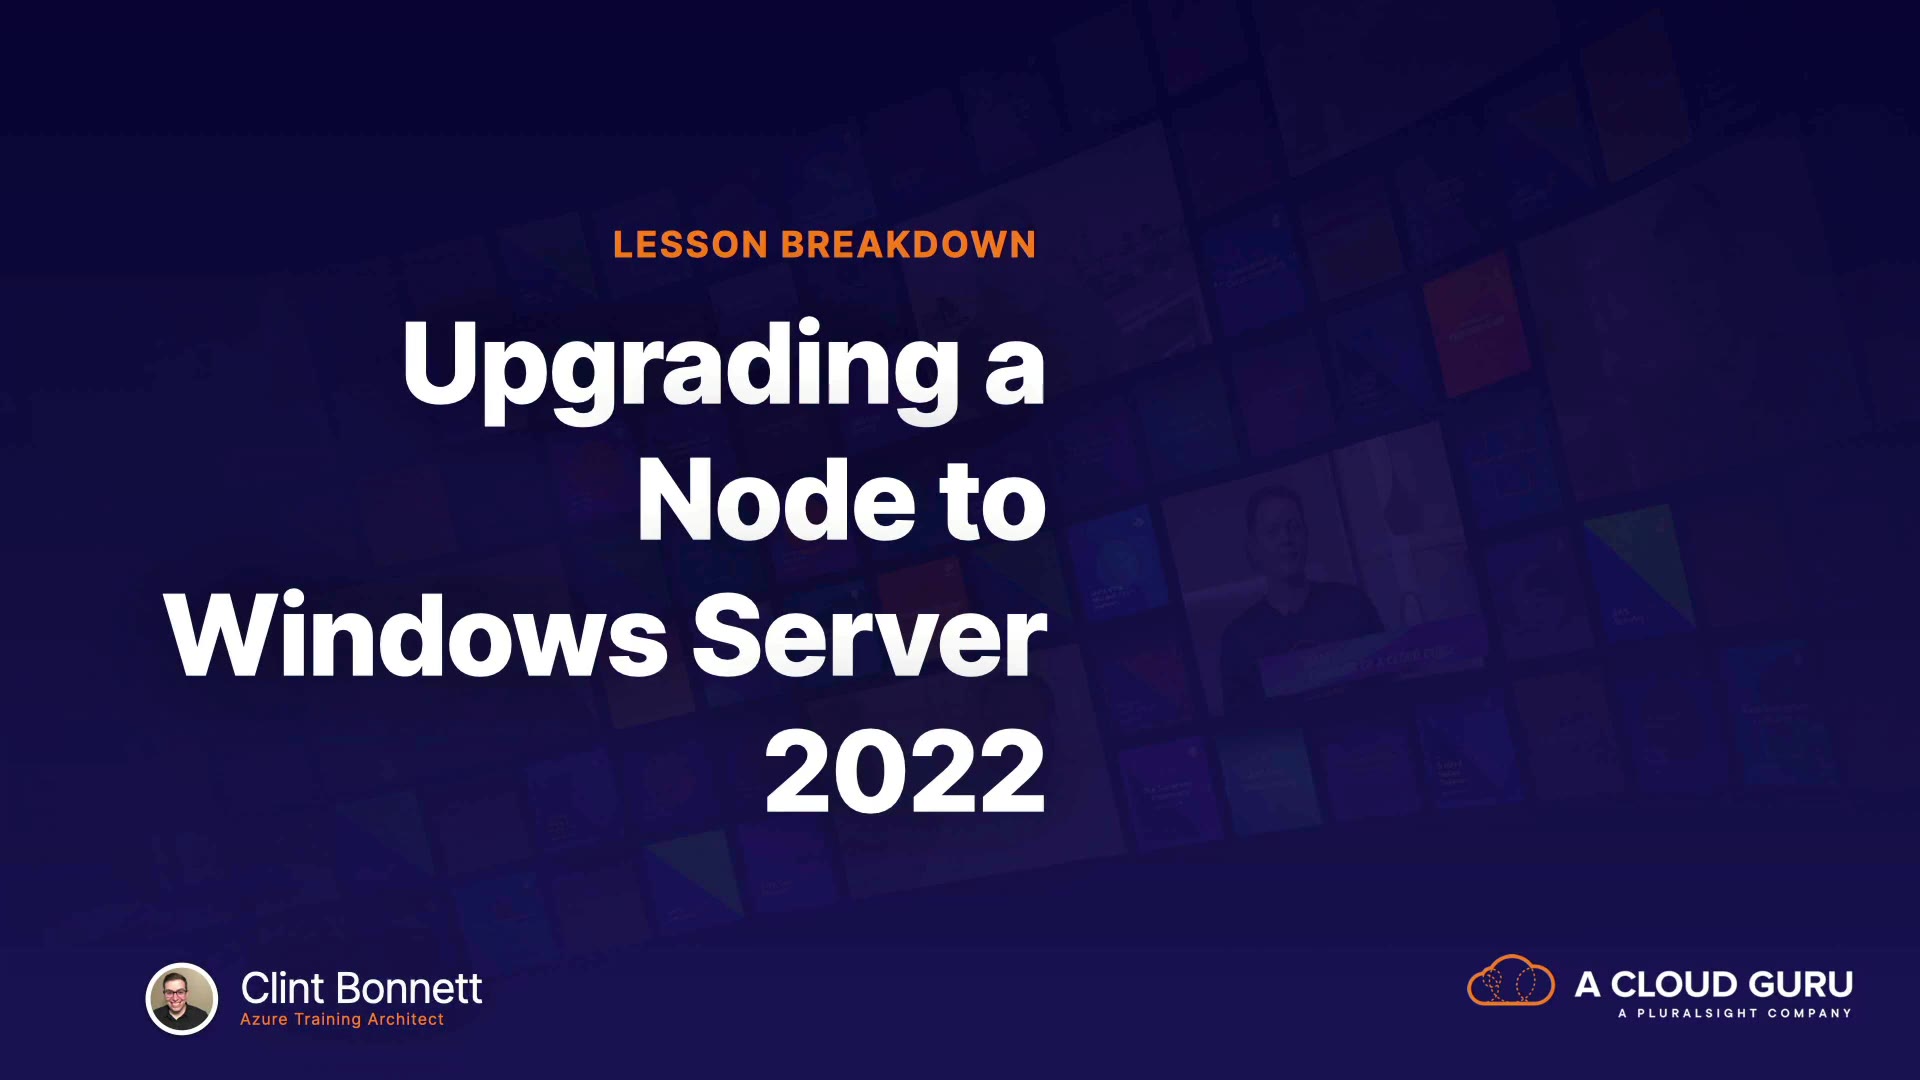 LESSON BREAKDOWN
Upgrading a
Node to
Windows Server
2022
Clint Bonnett
Azure Training Architect
A CLOUD GURU
A PLURALSIGHT COMPANY